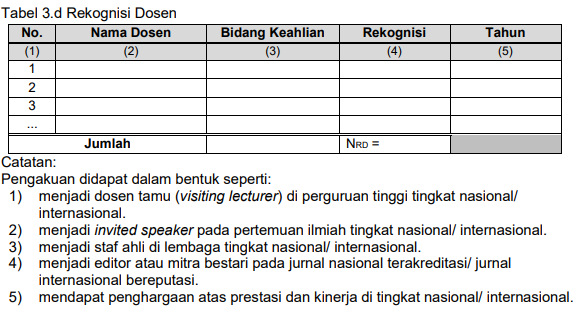 Tabel 3.d Rekognisi Dosen
No. Nama Dosen Bidang Keahlian Rekognisi Tahun
(1) (2) (3) (4) (5)
1
2
3
...
Jumlah NRD =
Catatan:
Pengakuan didapat dalam bentuk seperti:
1) menjadi dosen tamu (visiting lecturer) di perguruan tinggi tingkat nasional/
internasional.
2) menjadi invited speaker pada pertemuan ilmiah tingkat nasional/ internasional.
3) menjadi staf ahli di lembaga tingkat nasional/ internasional.
4) menjadi editor atau mitra bestari pada jurnal nasional terakreditasi/ jurnal
internasional bereputasi.
5) mendapat penghargaan atas prestasi dan kinerja di tingkat nasional/ internasional.